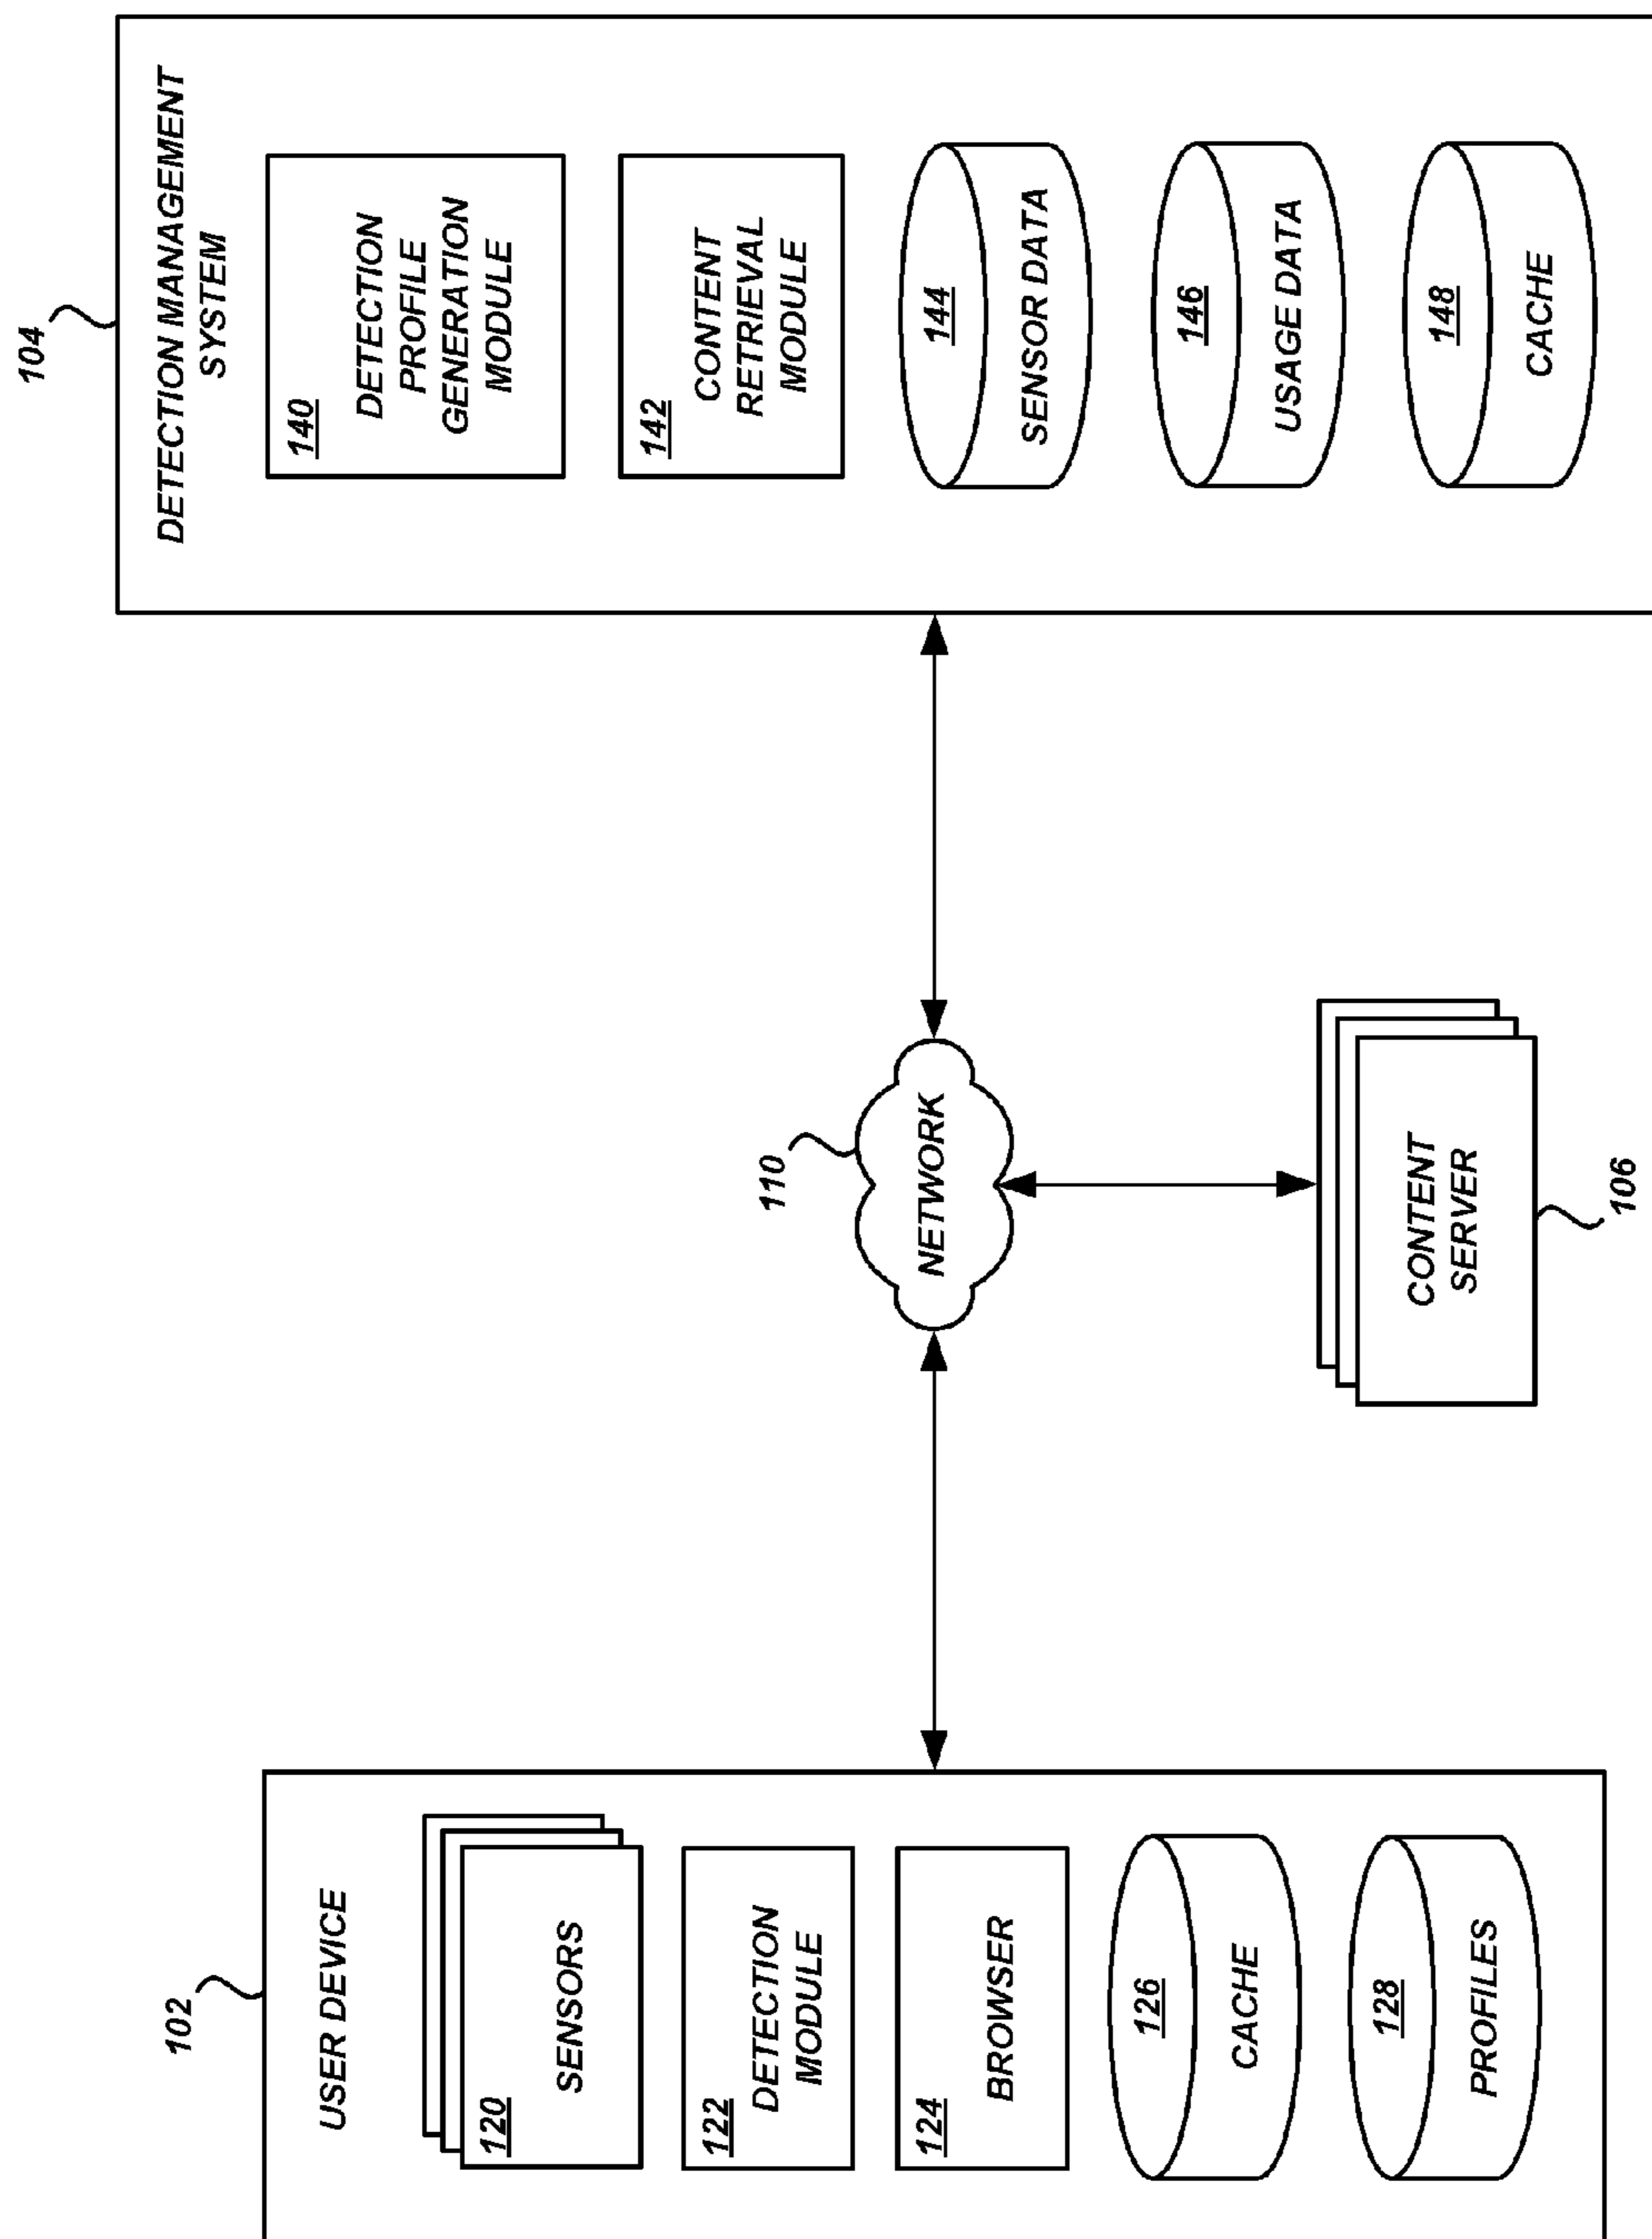 102
USER DEVICE
120
SENSORS
122
DETECTION
MODULE
124
BROWSER
126
CACHE
128
PROFILES
110
NETWORK
CONTENT
SERVER
106
104
DETECTION MANAGEMENT
SYSTEM
140
DETECTION
PROFILE
GENERATION
MODULE
142
CONTENT
RETRIEVAL
MODULE
144
SENSOR DATA
146
USAGE DATA
148
CACHE